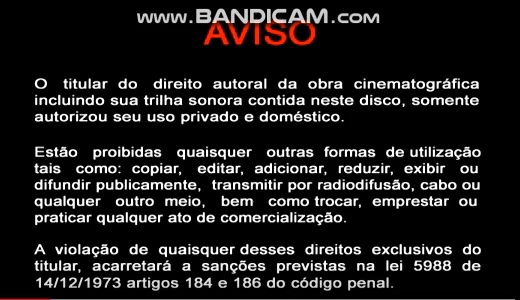 www.BANDICAM.com
AVISO
O titular do direito autoral da obra cinematográfica
incluindo sua trilha sonora contida neste disco, somente
autorizou seu uso privado e doméstico.
Estão proibidas quaisquer outras formas de utilização
tais como: copiar, editar, adicionar, reduzir, exibir ou
difundir publicamente, transmitir por radiodifusão, cabo ou
qualquer outro meio, bem como trocar, emprestar ou
praticar qualquer ato de comercialização.
A violação de quaisquer desses direitos exclusivos do
titular, acarretará a sanções previstas na lei 5988 de
14/12/1973 artigos 184 e 186 do código penal.